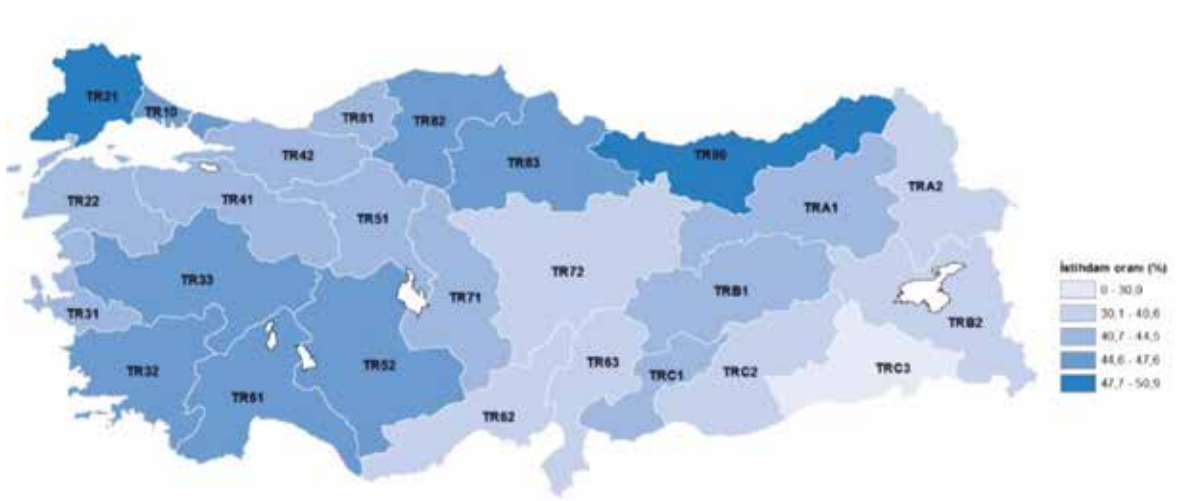 TR21
TR10
TR81
TR82
TR42
TR83
TR90
TRA2
TR22
TR41
TRA1
TR51
TR33
TR72
TR71
TRB1
TR31
TRB2
TR32
TR52
TR63
TRC1
TRC2
TRC3
TR61
TR62
İstihdam oranı (%)
0 - 30,9
30,1 - 40,6
40,7 - 44,5
44,6 - 47,6
47,7 - 50,9